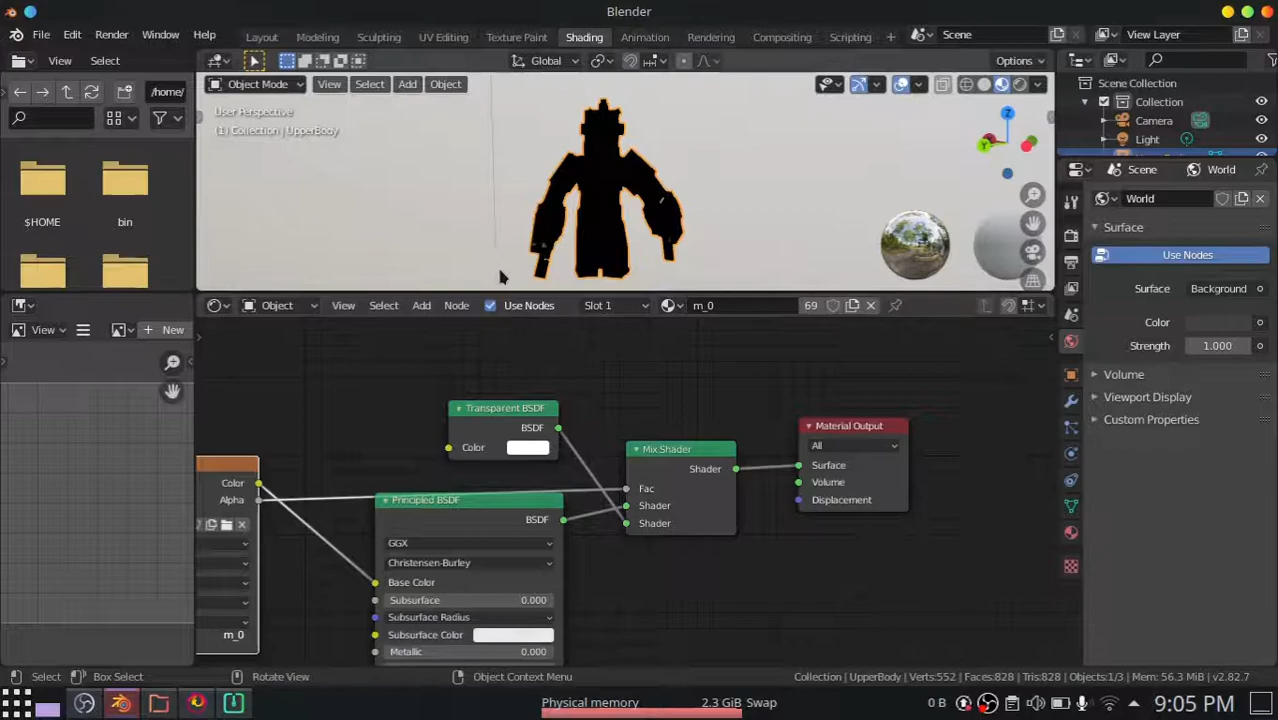 Blender
File Edit Render Window Help
Layout Modeling Sculpting UV Editing Texture Paint Shading Animation Rendering Compositing Scripting +
Scene
View Layer
View Select
Global
Options
/home/
Object Mode View Select Add Object
User Perspective
(1) Collection | UpperBody
Z
Y
$HOME bin
Scene Collection
Collection
Camera
Light
Scene World
World
Surface
Use Nodes
Surface Background
Color
Strength 1.000
Volume
Viewport Display
Custom Properties
Object View Select Add Node Use Nodes Slot 1 m_0 69
View New
Transparent BSDF
BSDF
Color
Mix Shader
Shader
Fac
Shader
Shader
Material Output
All
Surface
Volume
Displacement
Color
Alpha
m_0
Principled BSDF
BSDF
GGX
Christensen-Burley
Base Color
Subsurface 0.000
Subsurface Radius
Subsurface Color
Metallic 0.000
Select Box Select Rotate View Object Context Menu
Collection | UpperBody | Verts:552 | Faces:828 | Tris:828 | Objects:1/3 | Mem: 56.3 MiB | v2.82.7
Physical memory 2.3 GiB Swap 0 B 9:05 PM